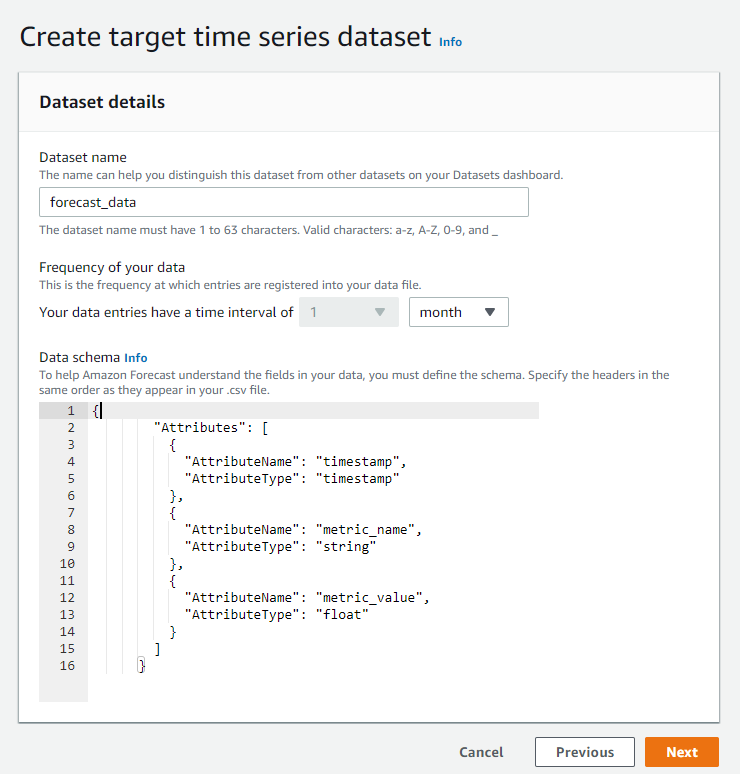 Create target time series dataset Info
Dataset details
Dataset name
The name can help you distinguish this dataset from other datasets on your Datasets dashboard.
forecast_data
The dataset name must have 1 to 63 characters. Valid characters: a-z, A-Z, 0-9, and _
Frequency of your data
This is the frequency at which entries are registered into your data file.
Your data entries have a time interval of 1 month
Data schema Info
To help Amazon Forecast understand the fields in your data, you must define the schema. Specify the headers in the
same order as they appear in your .csv file.
1 {
2 "Attributes": [
3 {
4 "AttributeName": "timestamp",
5 "AttributeType": "timestamp"
6 },
7 {
8 "AttributeName": "metric_name",
9 "AttributeType": "string"
10 },
11 {
12 "AttributeName": "metric_value",
13 "AttributeType": "float"
14 }
15 ]
16 }
Cancel Previous Next